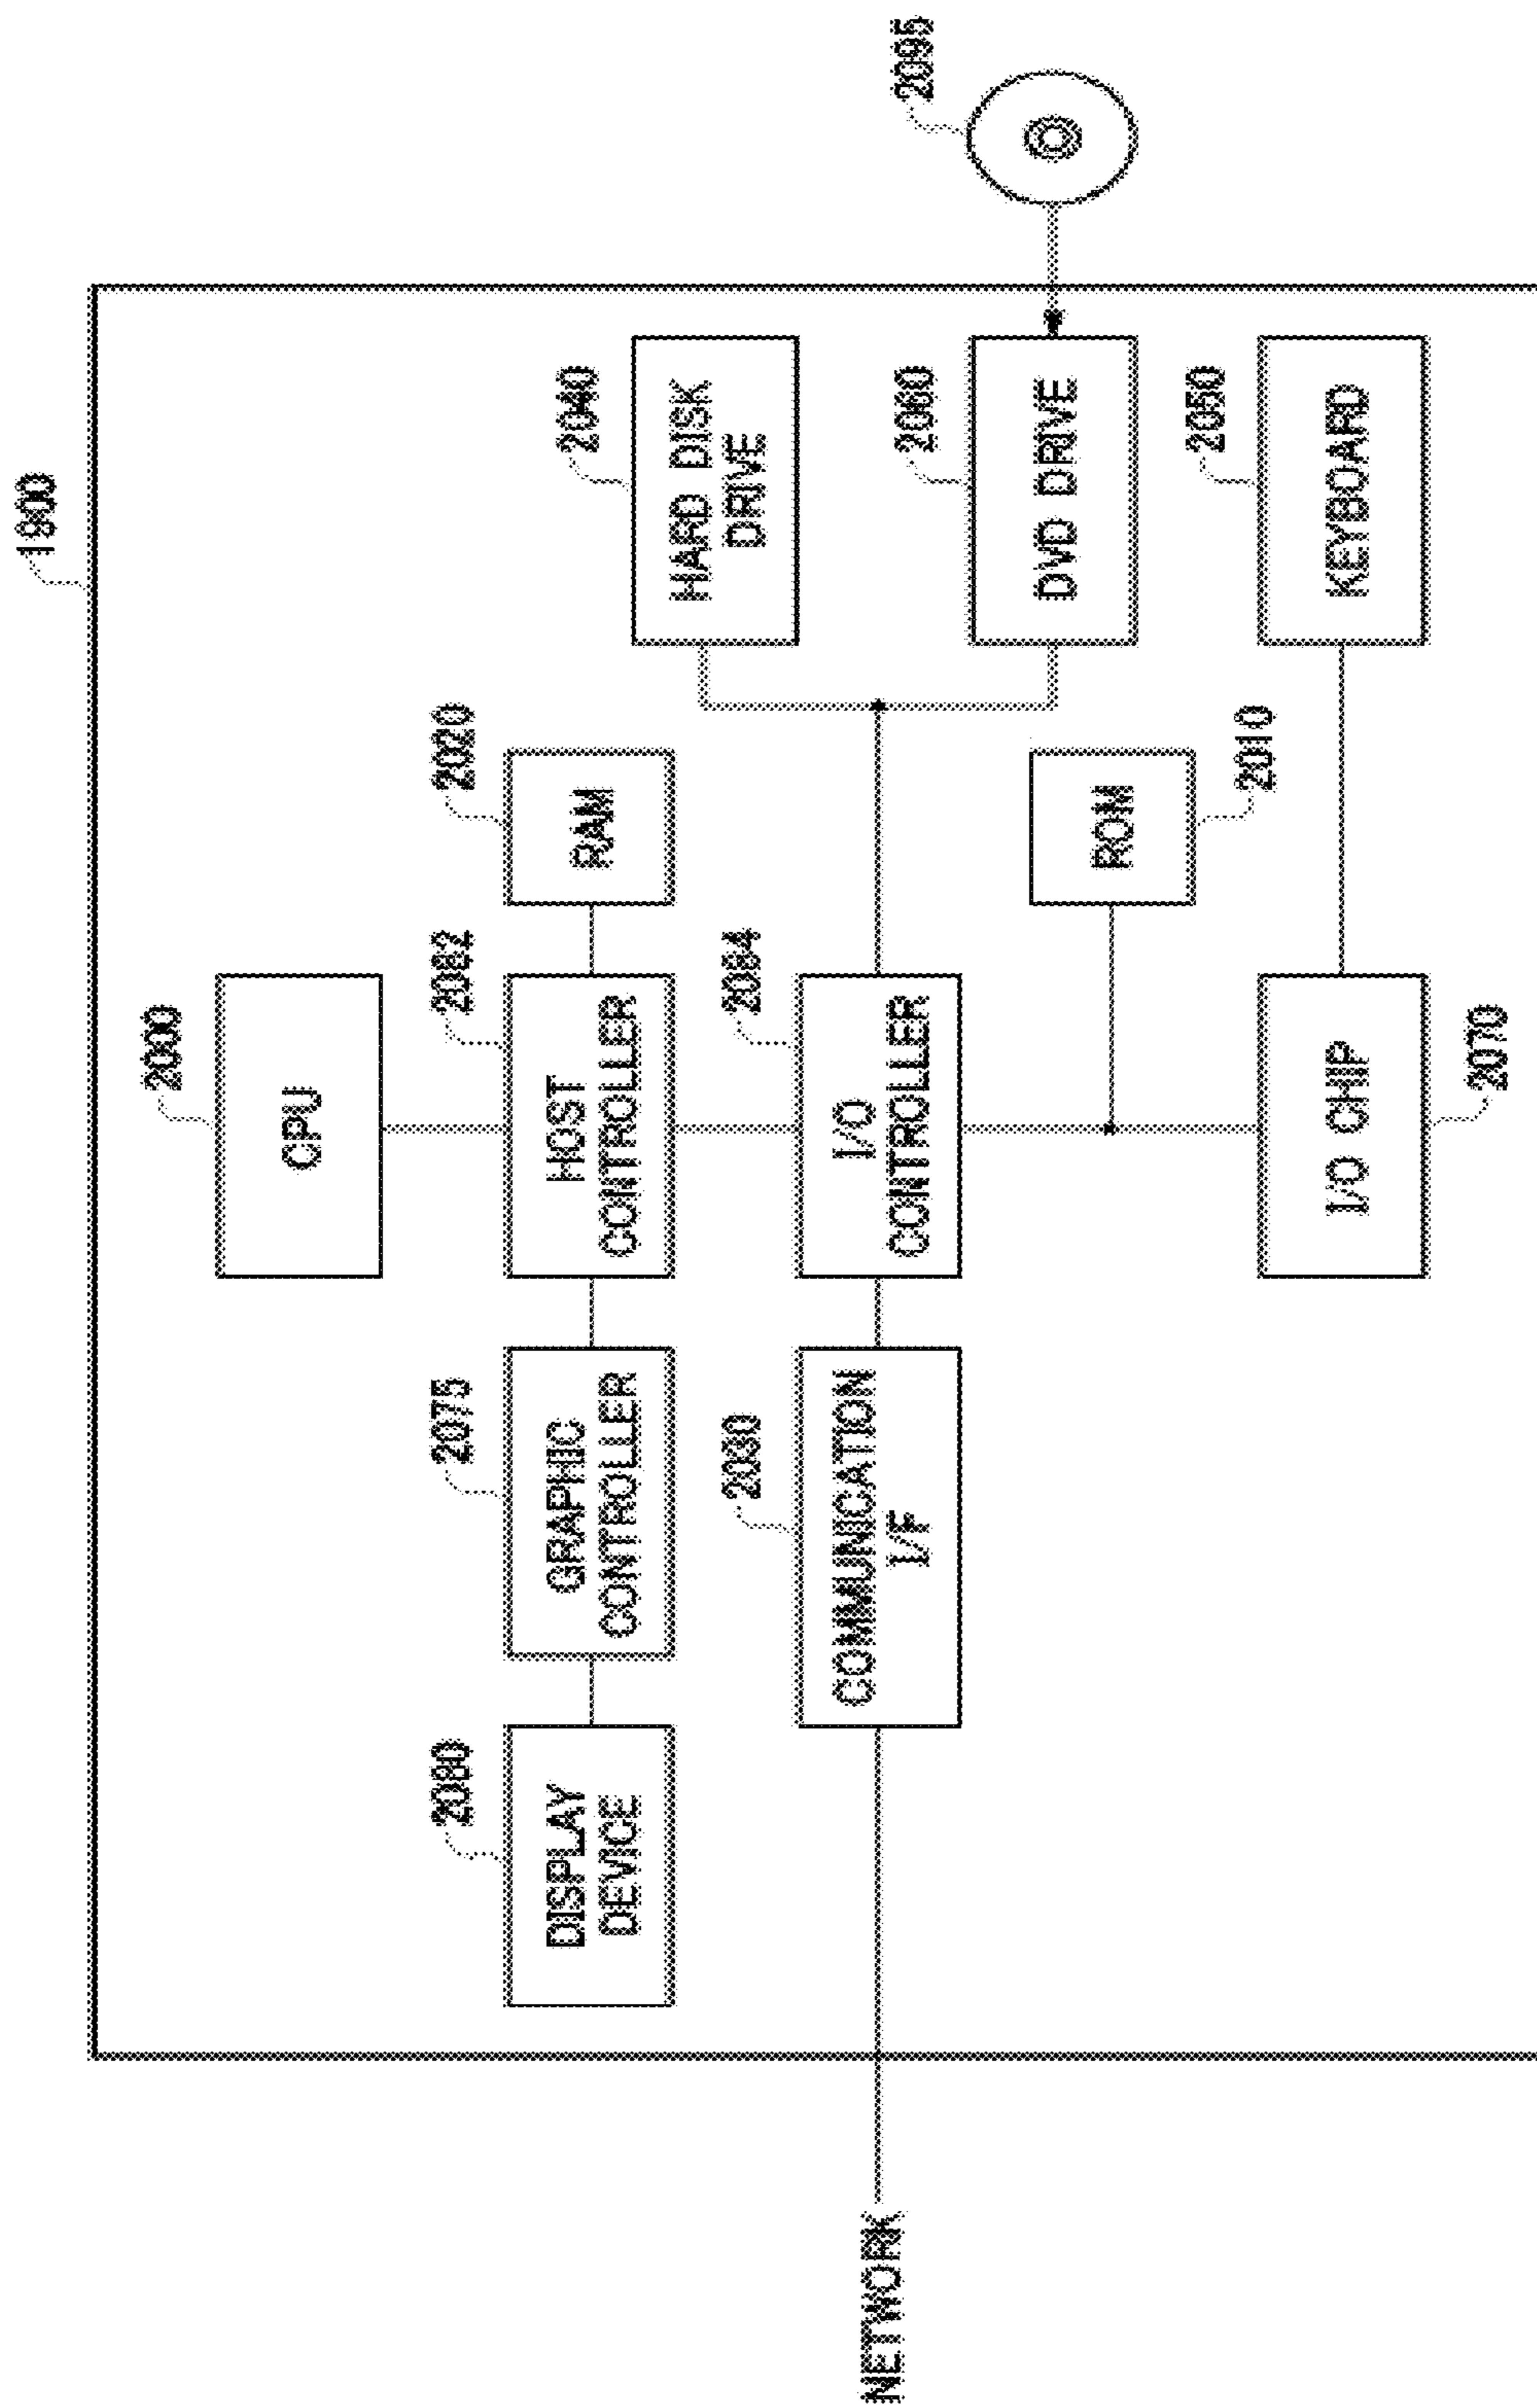 1900
2000
CPU
2080
DISPLAY
DEVICE
2075
GRAPHIC
CONTROLLER
2082
HOST
CONTROLLER
2020
RAM
2040
HARD DISK
DRIVE
NETWORK
2030
COMMUNICATION
I/F
2084
I/O
CONTROLLER
2060
DVD DRIVE
2095
ROM
2010
2050
KEYBOARD
I/O CHIP
2070